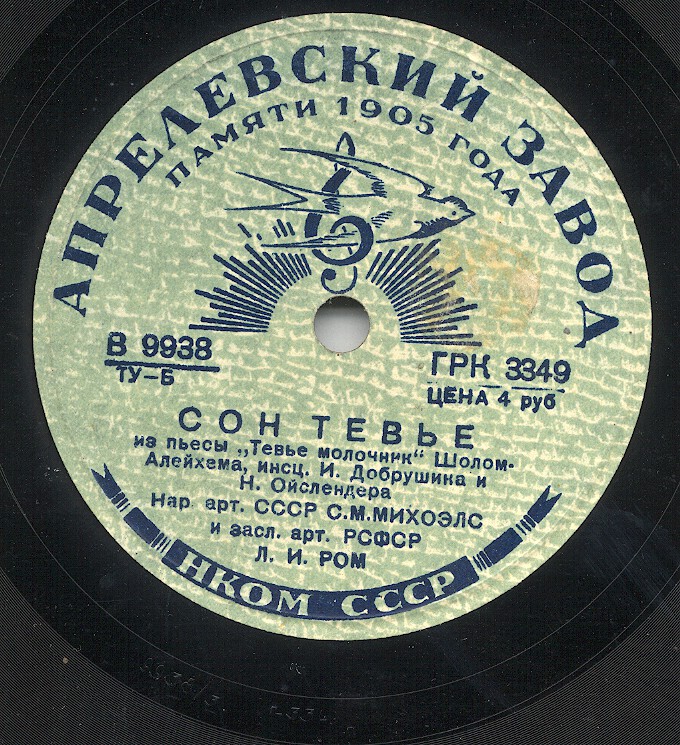 АПРЕЛЕВСКИЙ ЗАВОД
ПАМЯТИ 1905 ГОДА
В 9938
ТУ—Б
ГРК 3349
ЦЕНА 4 руб
СОН ТЕВЬЕ
из пьесы „Тевье молочник“ Шолом-
Алейхема, инсц. И. Добрушина и
Н. Ойслендера
Нар. арт. СССР С.М.МИХОЭЛС
и засл. арт. РСФСР
Л. И. РОМ
НКОМ СССР